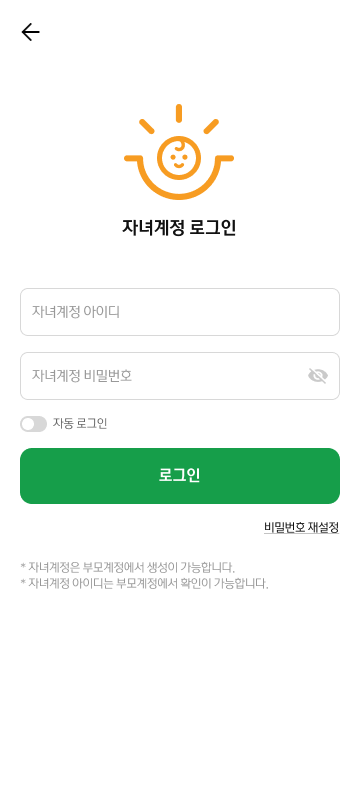 자녀계정 로그인
자녀계정 아이디
자녀계정 비밀번호
자동 로그인
로그인
비밀번호 재설정
* 자녀계정은 부모계정에서 생성이 가능합니다.
* 자녀계정 아이디는 부모계정에서 확인이 가능합니다.